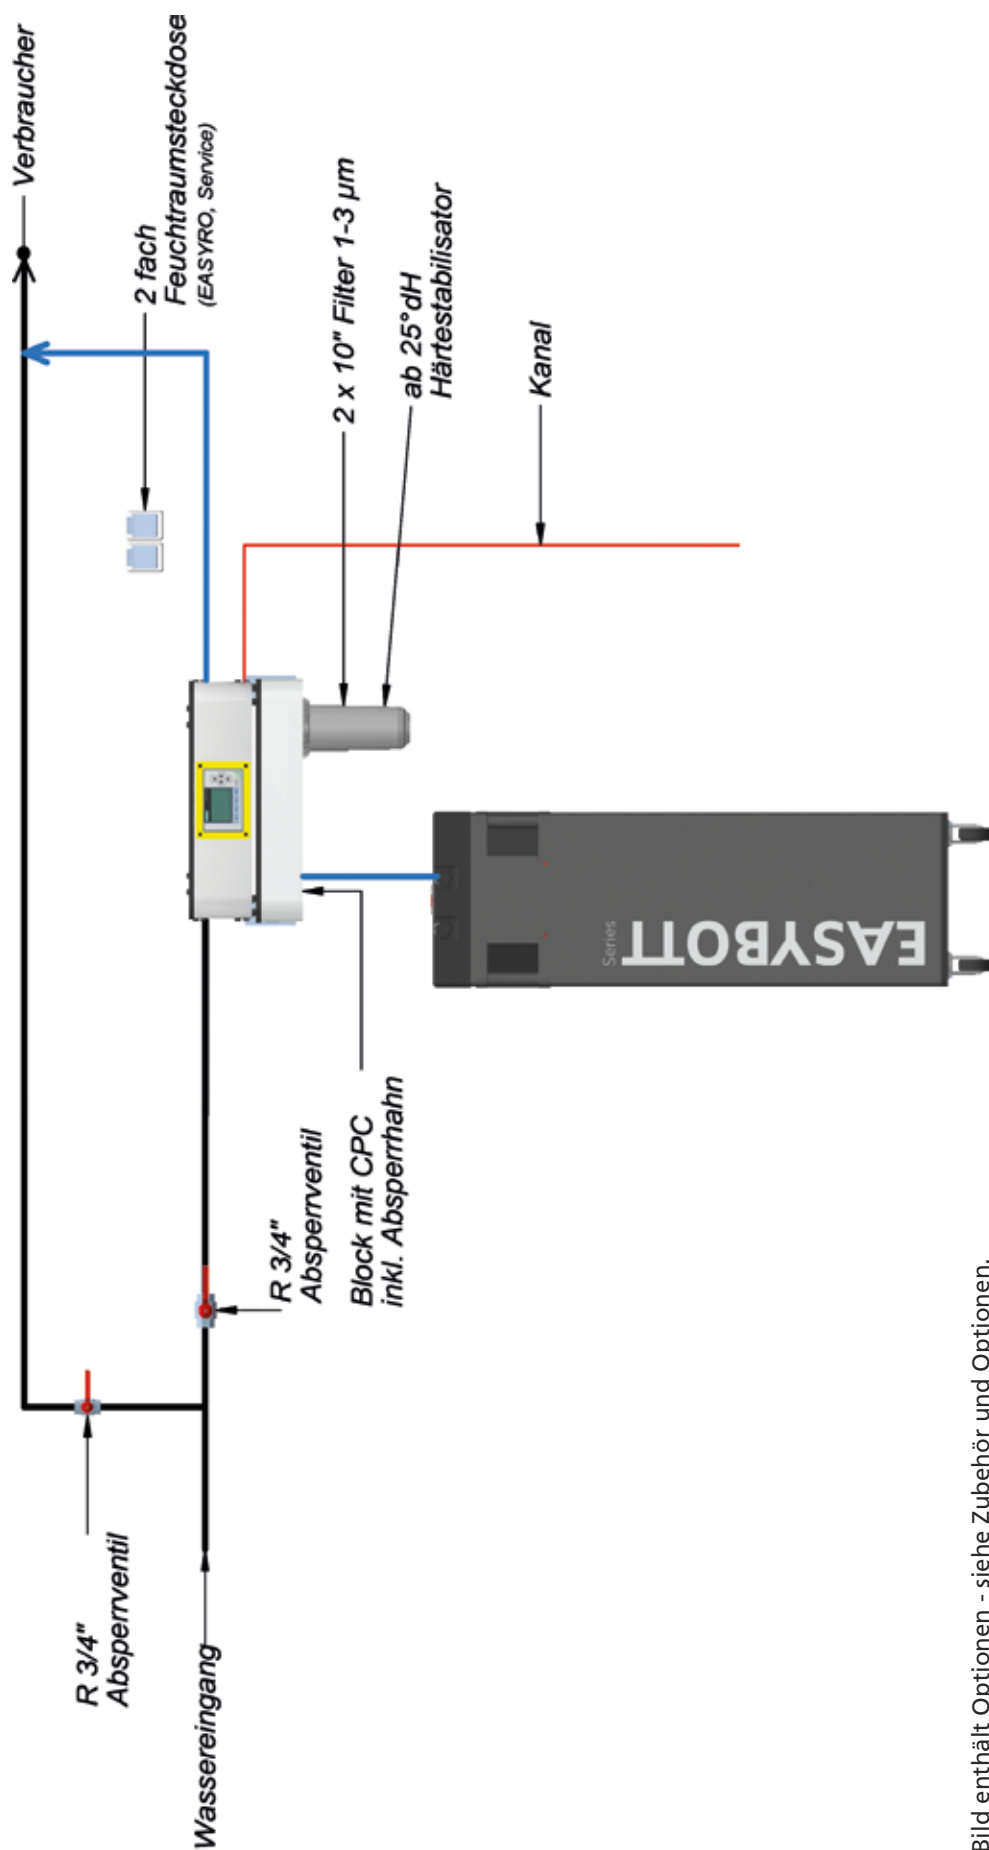 Verbraucher
2 fach
Feuchtraumsteckdose
(EASYRO, Service)
2 x 10" Filter 1-3 µm
ab 25°dH
Härtestabilisator
Kanal
Series
EASYBOTT
R 3/4"
Absperrventil
Block mit CPC
inkl. Absperrhahn
R 3/4"
Absperrventil
Wassereingang
Bild enthält Optionen - siehe Zubehör und Optionen.